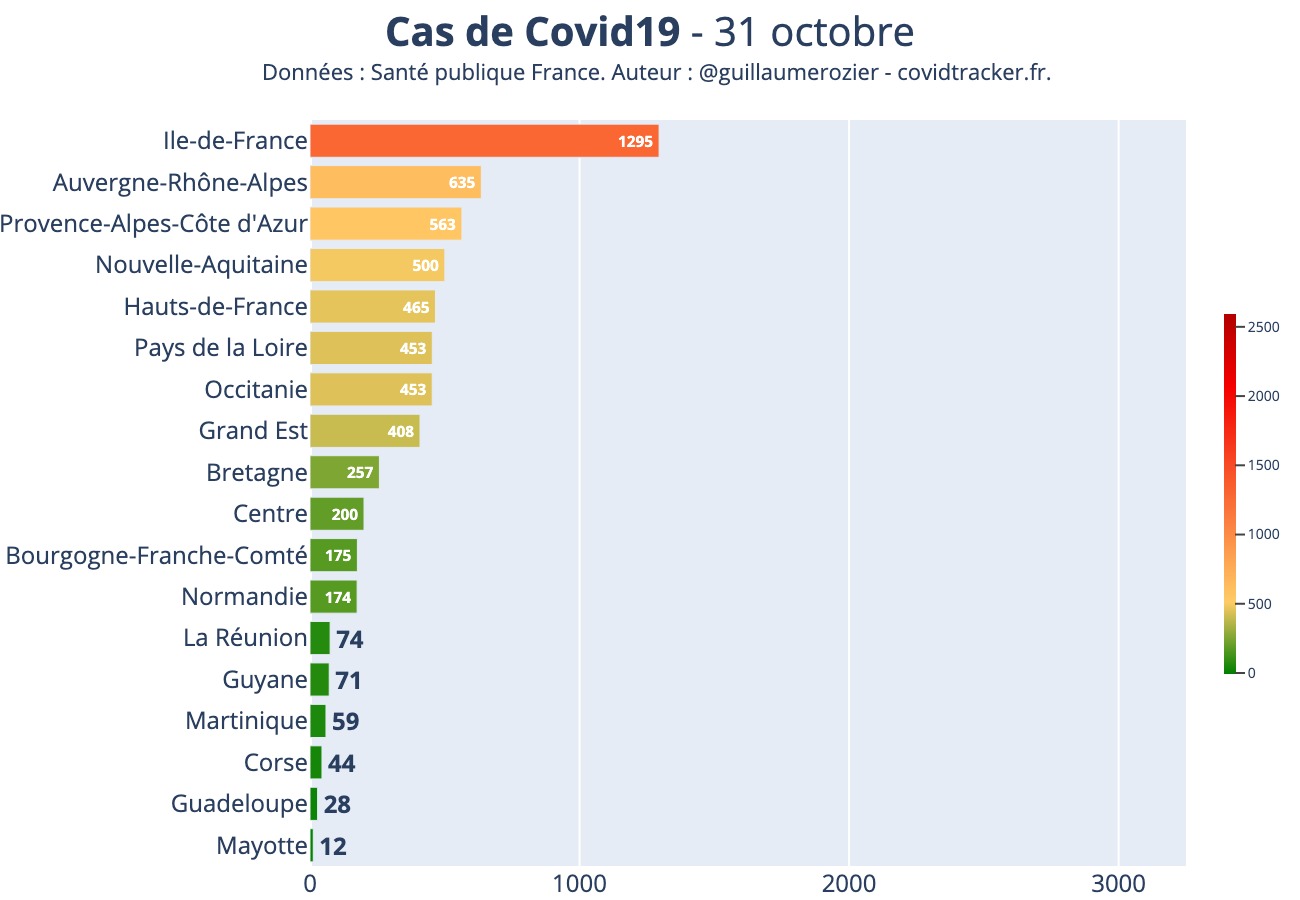 Cas de Covid19 - 31 octobre
Données : Santé publique France. Auteur : @guillaumerozier - covidtracker.fr.
Ile-de-France 1295
Auvergne-Rhône-Alpes 635
Provence-Alpes-Côte d'Azur 563
Nouvelle-Aquitaine 500
Hauts-de-France 465
Pays de la Loire 453
Occitanie 453
Grand Est 408
Bretagne 257
Centre 200
Bourgogne-Franche-Comté 175
Normandie 174
La Réunion 74
Guyane 71
Martinique 59
Corse 44
Guadeloupe 28
Mayotte 12
0 1000 2000 3000
2500
2000
1500
1000
500
0